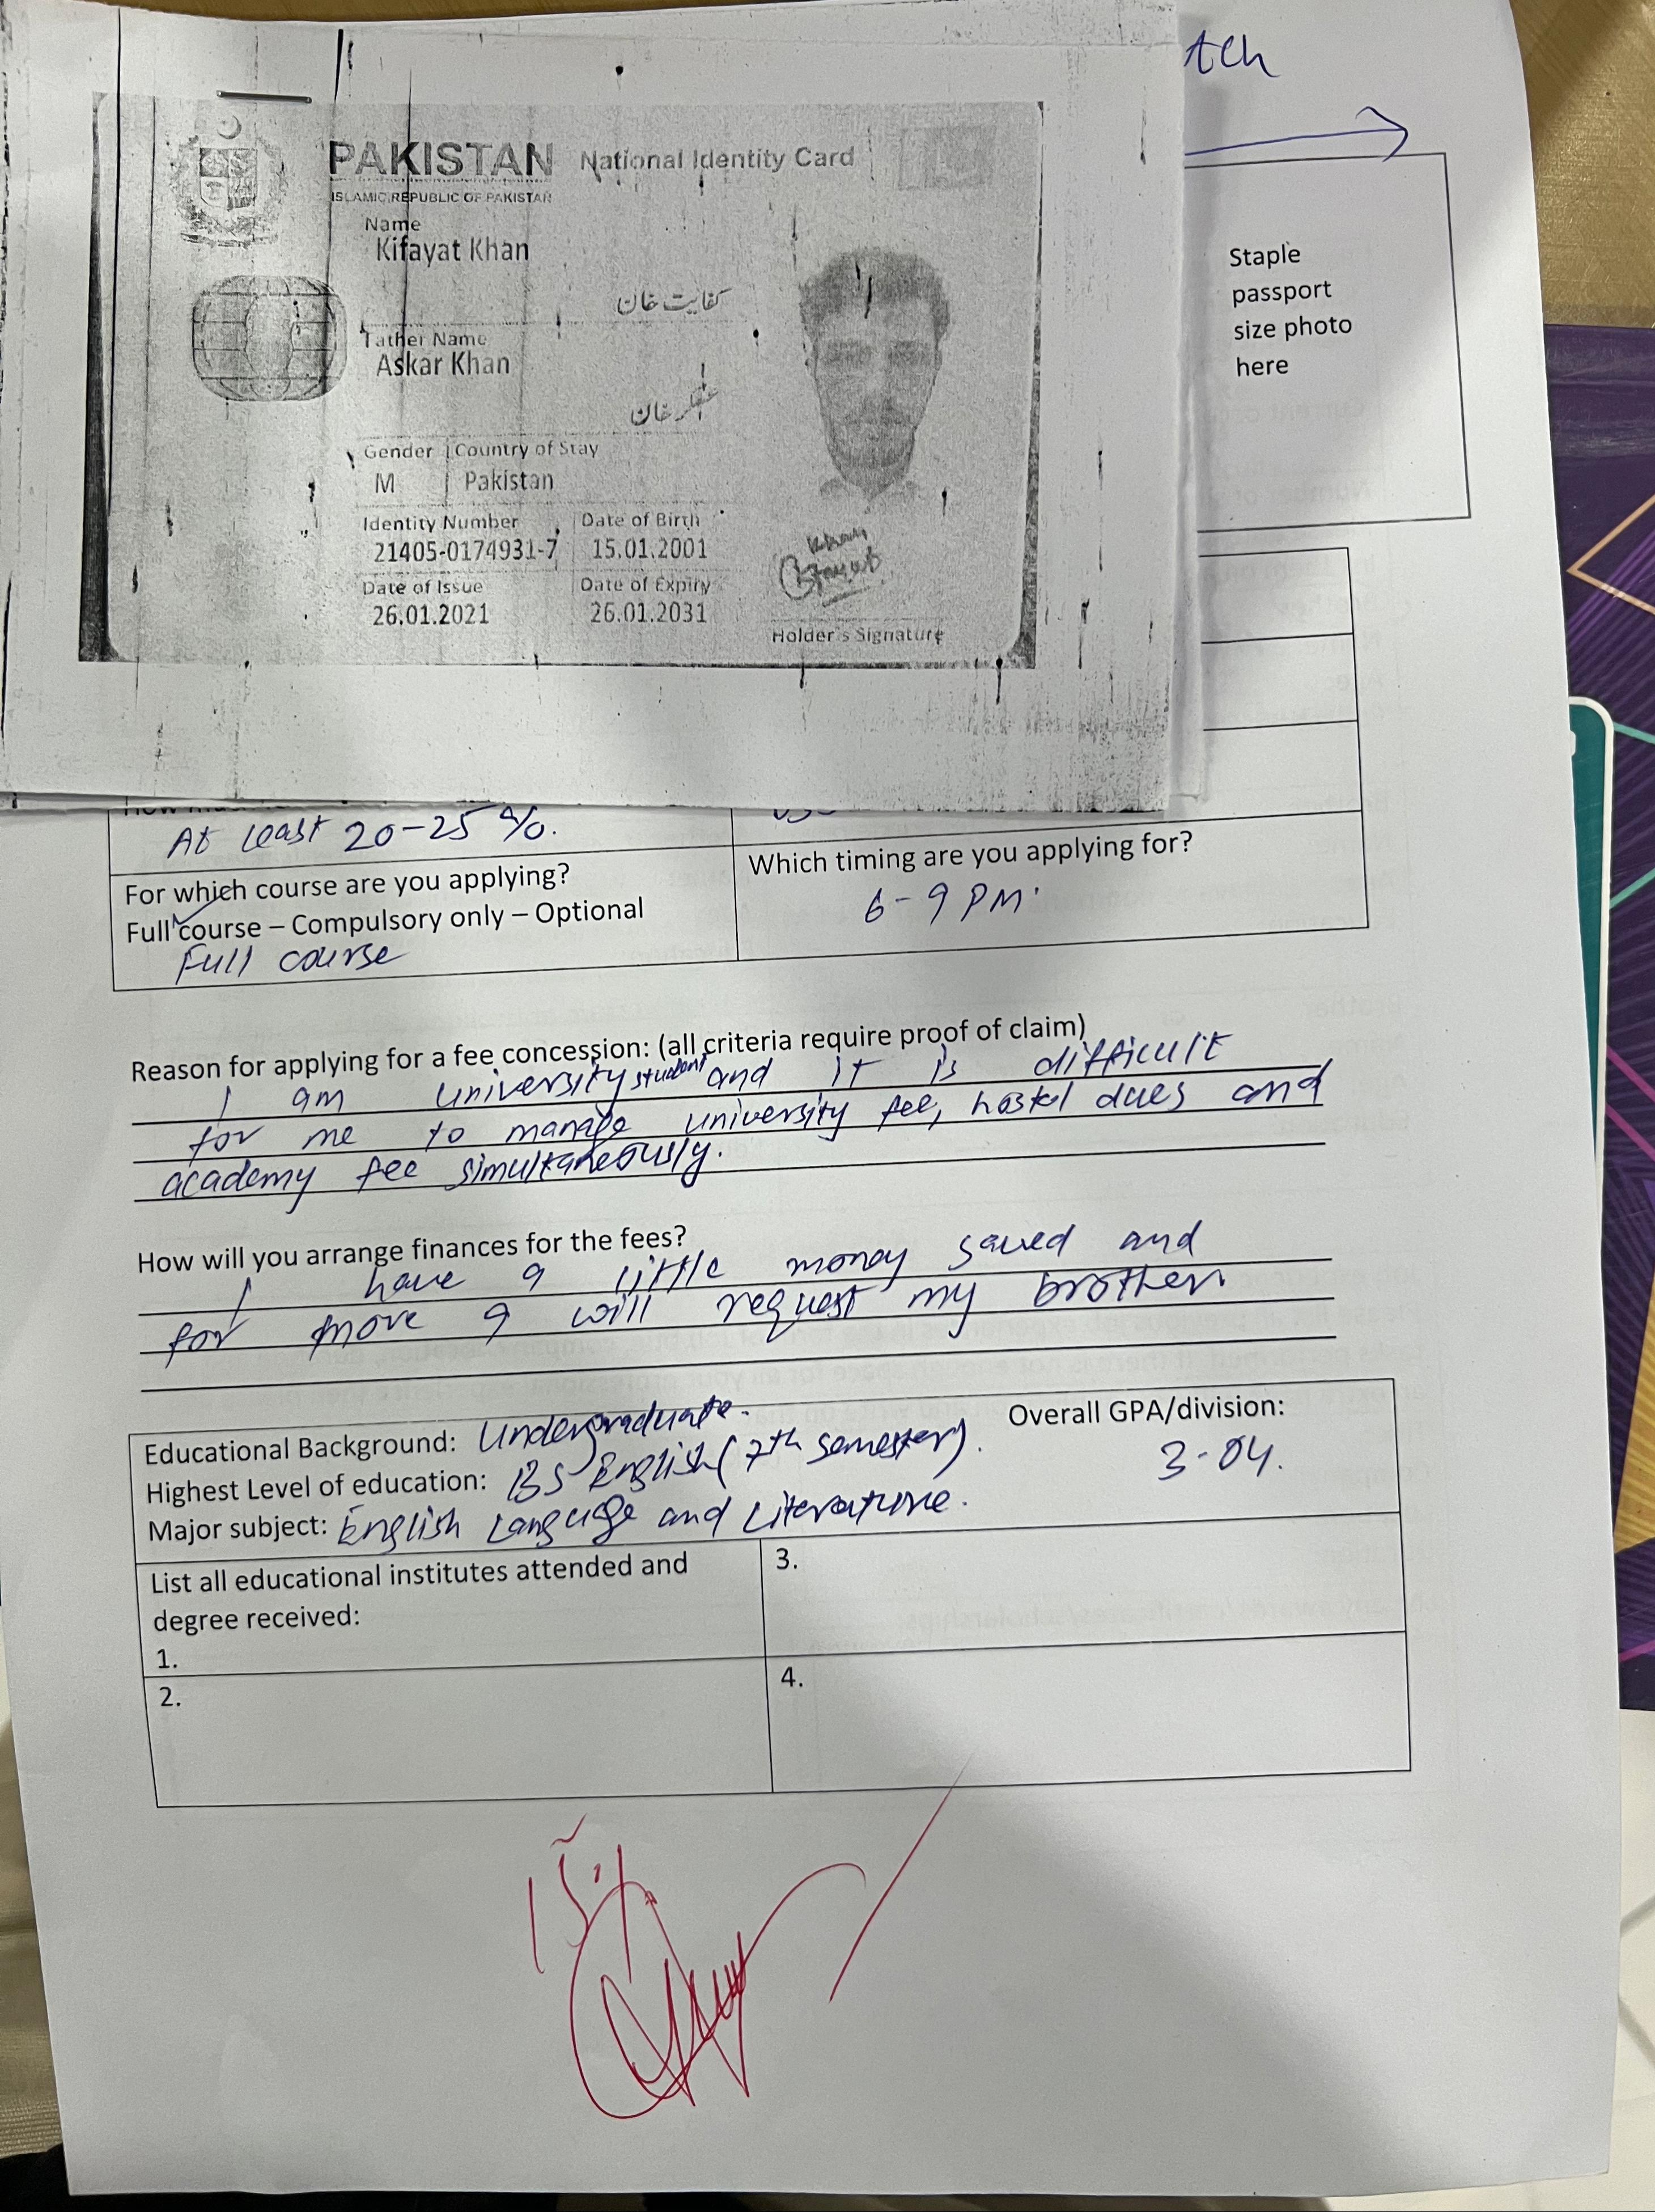 tch
PAKISTAN National Identity Card
ISLAMIC REPUBLIC OF PAKISTAN
Name
Kifayat Khan
کفایت خان
Father Name
Askar Khan
عسکر خان
Gender Country of Stay
M Pakistan
Identity Number Date of Birth
21405-0174931-7 15.01.2001
Date of Issue Date of Expiry
26.01.2021 26.01.2031
Holder's Signature
Staple
passport
size photo
here
At least 20-25 %.
For which course are you applying?
Full course – Compulsory only – Optional
Full course
Which timing are you applying for?
6-9 PM.
Reason for applying for a fee concession: (all criteria require proof of claim)
I am university student and it is difficult
for me to manage university fee, hostel dues and
academy fee simultaneously.
How will you arrange finances for the fees?
I have a little money saved and
for more I will request my brother.
Educational Background: Undergraduate.
Highest Level of education: BS English (7th semester).
Major subject: English Language and Literature.
Overall GPA/division:
3.04.
List all educational institutes attended and
degree received:
1.
2.
3.
4.
15%